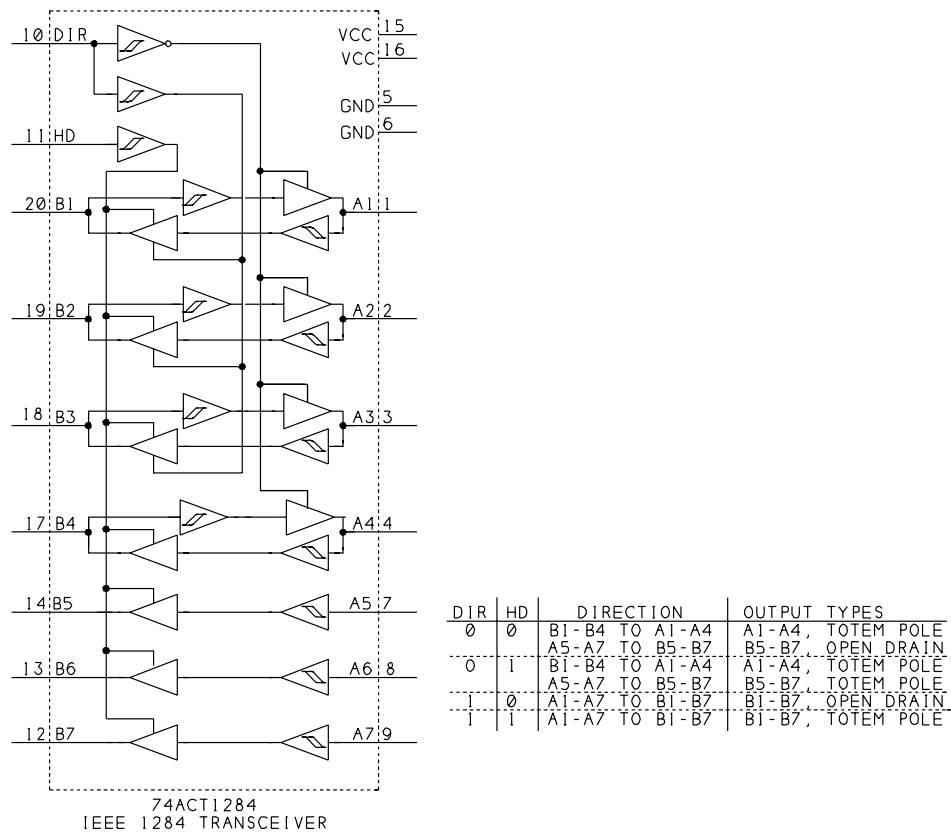 10 DIR
VCC 15
VCC 16
GND 5
GND 6
11 HD
20 B1 A1 1
19 B2 A2 2
18 B3 A3 3
17 B4 A4 4
14 B5 A5 7
13 B6 A6 8
12 B7 A7 9
74ACT1284
IEEE 1284 TRANSCEIVER
DIR HD DIRECTION OUTPUT TYPES
0 0 B1-B4 TO A1-A4 A1-A4, TOTEM POLE
A5-A7 TO B5-B7 B5-B7, OPEN DRAIN
0 1 B1-B4 TO A1-A4 A1-A4, TOTEM POLE
A5-A7 TO B5-B7 B5-B7, TOTEM POLE
1 0 A1-A7 TO B1-B7 B1-B7, OPEN DRAIN
1 1 A1-A7 TO B1-B7 B1-B7, TOTEM POLE